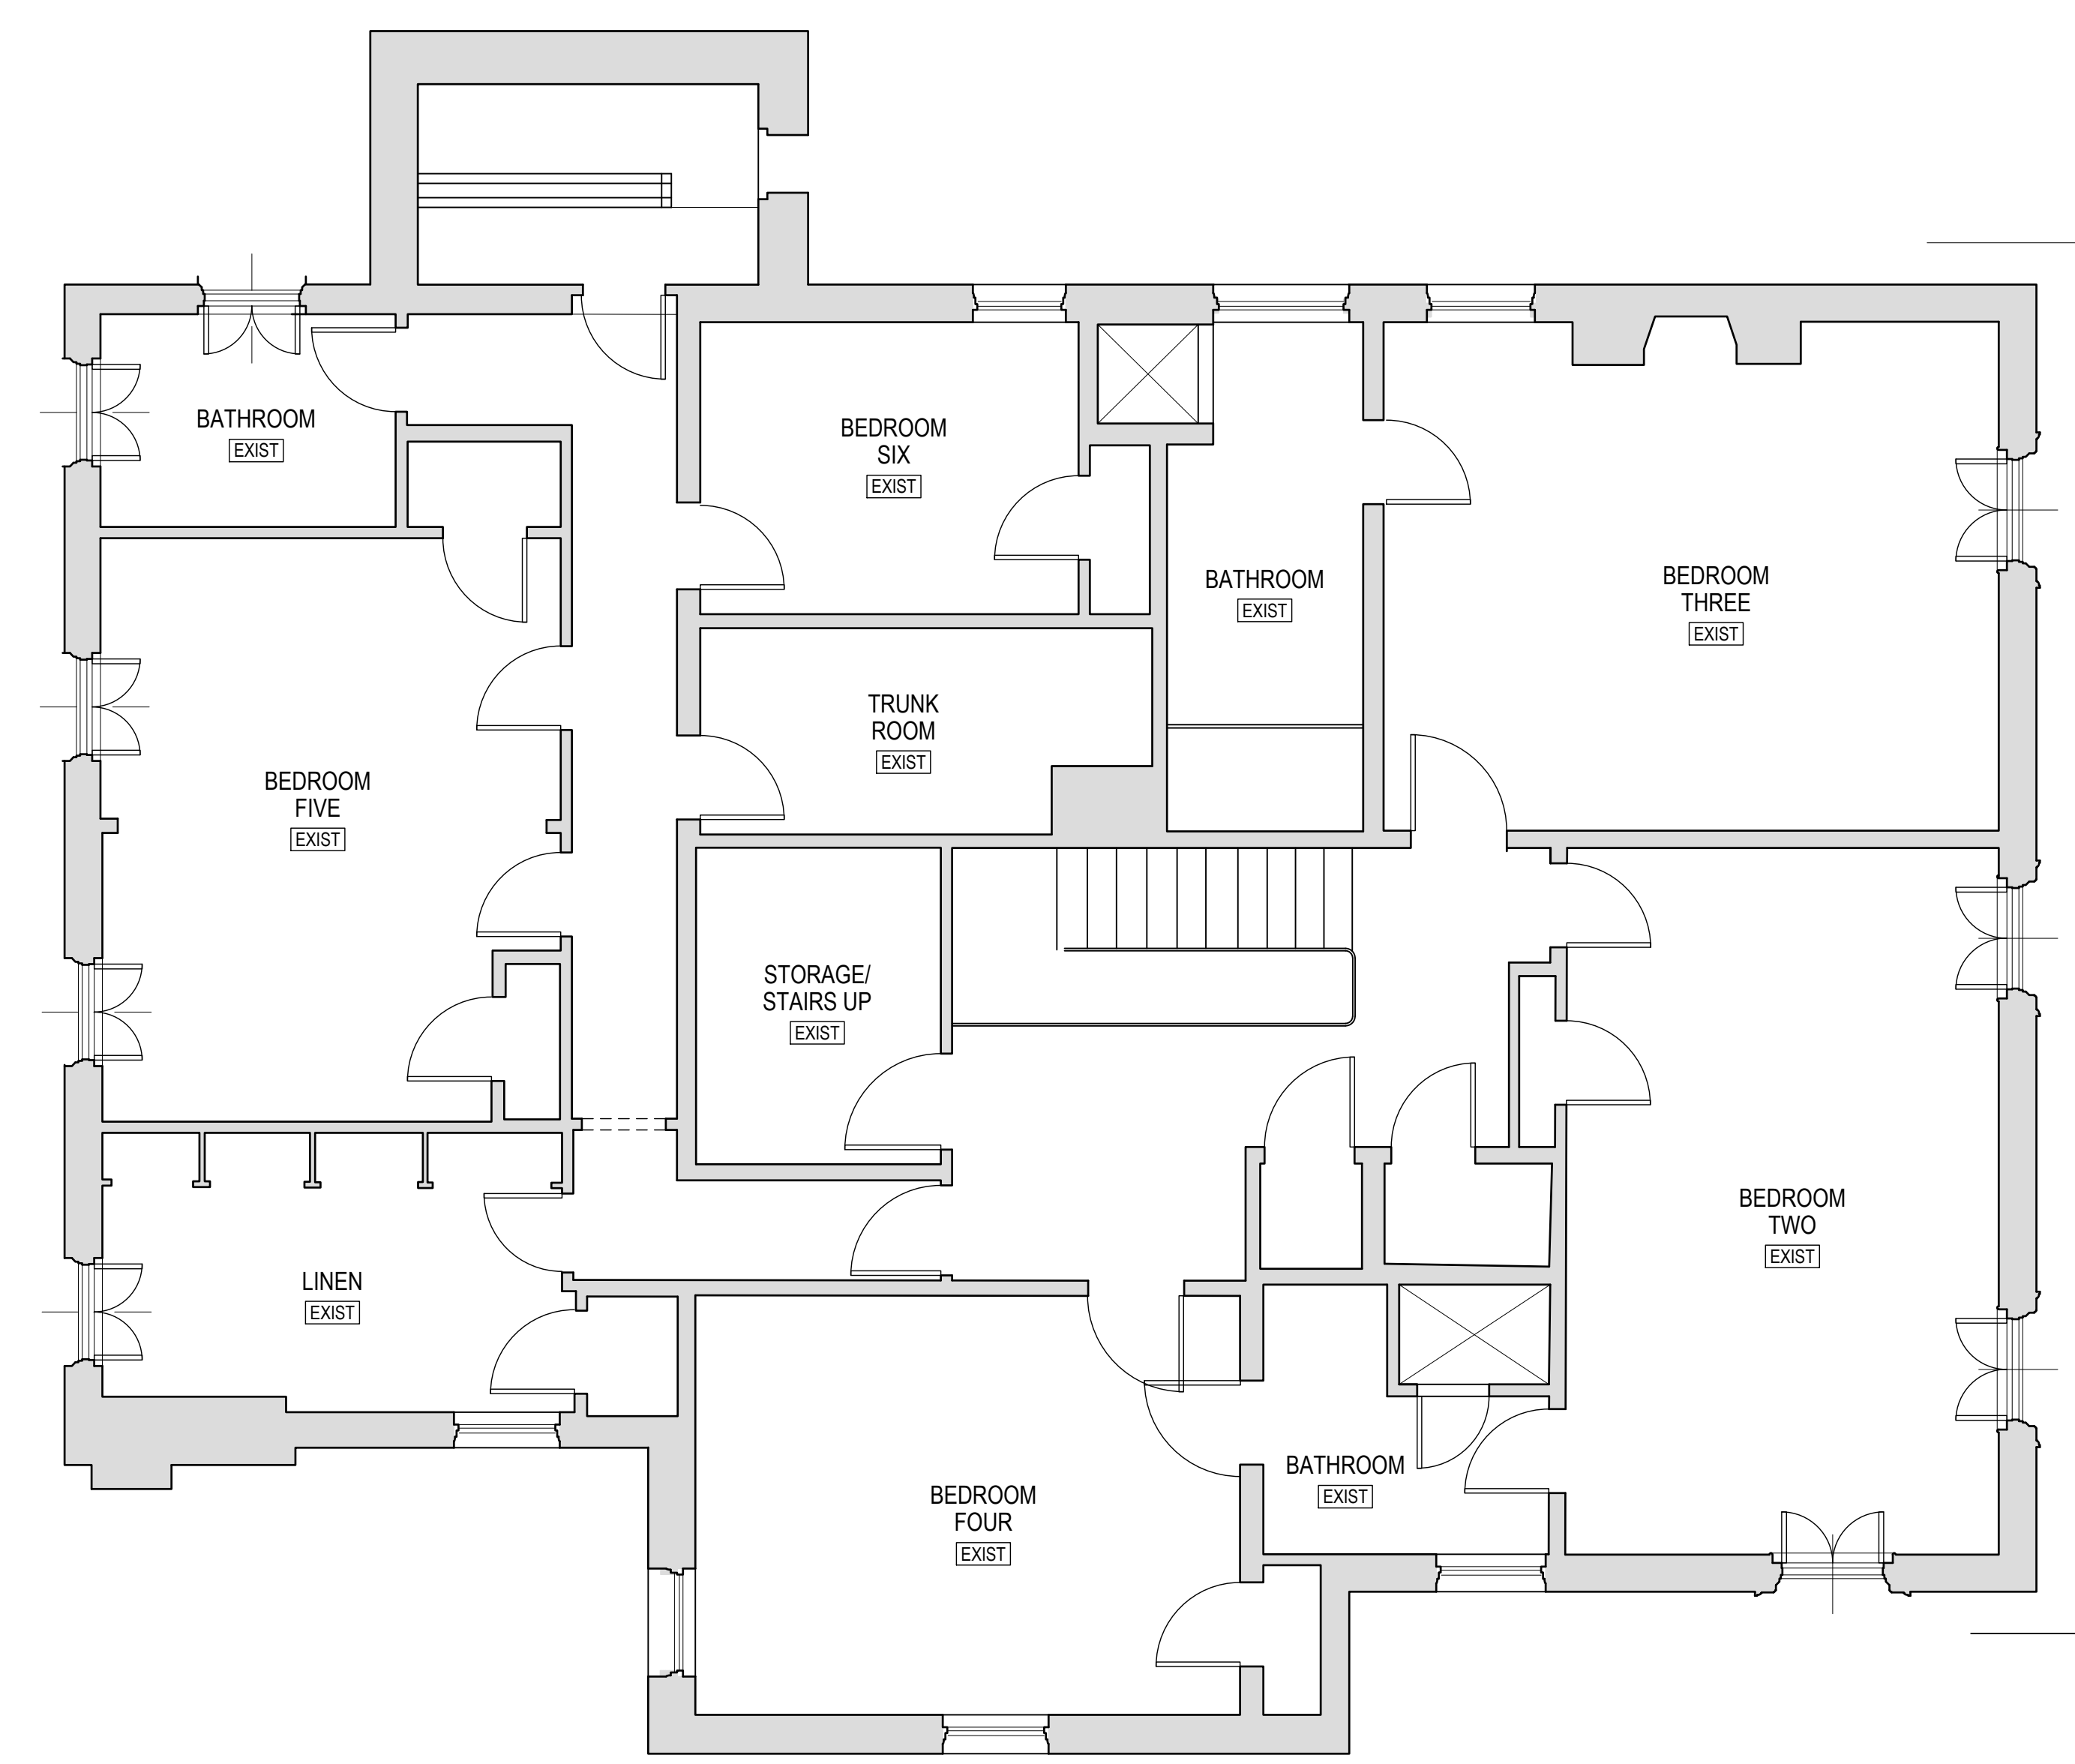 BATHROOM
EXIST
BEDROOM
SIX
EXIST
BATHROOM
EXIST
BEDROOM
THREE
EXIST
TRUNK
ROOM
EXIST
BEDROOM
FIVE
EXIST
STORAGE/
STAIRS UP
EXIST
BEDROOM
TWO
EXIST
LINEN
EXIST
BEDROOM
FOUR
EXIST
BATHROOM
EXIST